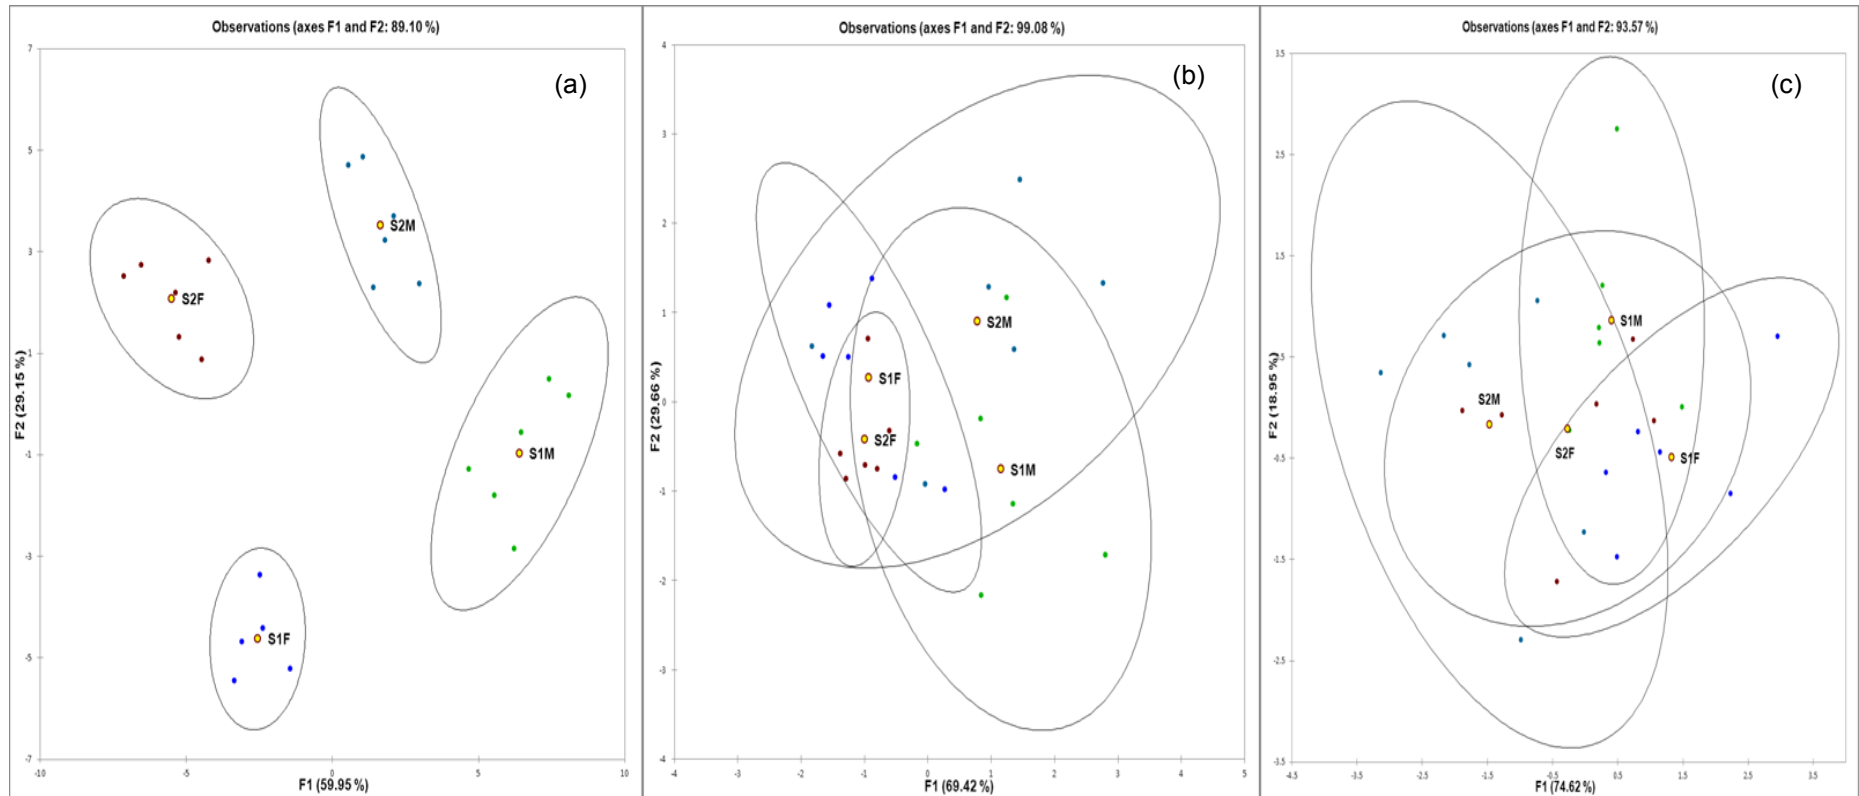 Observations (axes F1 and F2: 89.10 %)
(a)
7
5
3
1
-1
-3
-5
-7
F2 (29.15 %)
S2M
S2F
S1M
S1F
-10
-5
0
5
10
F1 (59.95 %)
Observations (axes F1 and F2: 99.08 %)
(b)
4
3
2
1
0
-1
-2
-3
-4
F2 (29.66 %)
S2M
S1F
S2F
S1M
-4
-3
-2
-1
0
1
2
3
4
5
F1 (69.42 %)
Observations (axes F1 and F2: 93.57 %)
(c)
3.5
2.5
1.5
0.5
-0.5
-1.5
-2.5
-3.5
F2 (18.95 %)
S1M
S2M
S2F
S1F
-4.5
-3.5
-2.5
-1.5
-0.5
0.5
1.5
2.5
3.5
F1 (74.62 %)